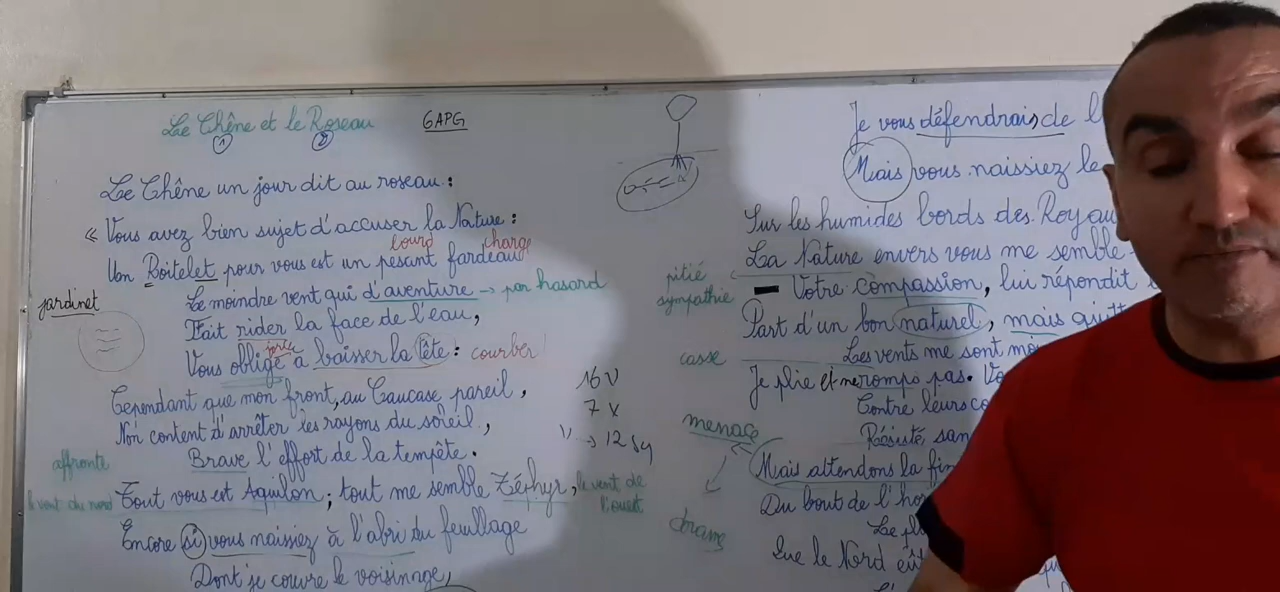 Le Chêne et le Roseau 6APG
1 2
Le Chêne un jour dit au roseau :
« Vous avez bien sujet d'accuser la Nature :
lourd charge
Un Roitelet pour vous est un pesant fardeau
Le moindre vent qui d'aventure → par hasard
jardinet
Fait rider la face de l'eau,
force
Vous oblige à baisser la tête : courber
Cependant que mon front, au Caucase pareil,
Non content d'arrêter les rayons du soleil,
Brave l'effort de la tempête.
affronte
le vent du nord Tout vous est Aquilon ; tout me semble Zéphyr, le vent de l'ouest
Encore si vous naissiez à l'abri du feuillage
Dont je couvre le voisinage,
16 v
7 x
12 sy
Je vous défendrais, de l
Mais vous naissiez le
Sur les humides bords des Royau
La Nature envers vous me semble
pitié
sympathie
– Votre compassion, lui répondit
Part d'un bon naturel, mais quitt
Les vents me sont mo
casse
Je plie et ne romps pas. Vo
Contre leurs co
Résisté san
menace
Mais attendons la fin
Du bout de l'ho
drame
Le pl
Que le Nord eût